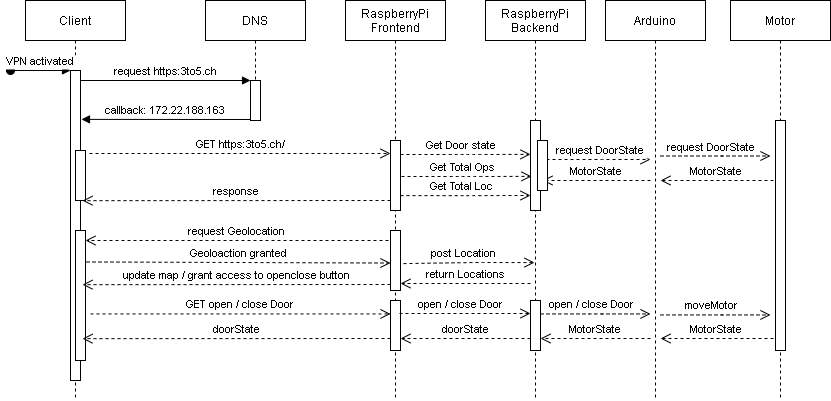 Client
DNS
RaspberryPi
Frontend
RaspberryPi
Backend
Arduino
Motor
VPN activated
request https:3to5.ch
callback: 172.22.188.163
GET https:3to5.ch/
Get Door state
request DoorState
request DoorState
Get Total Ops
MotorState
MotorState
response
Get Total Loc
request Geolocation
Geoloaction granted
post Location
update map / grant access to openclose button
return Locations
GET open / close Door
open / close Door
open / close Door
moveMotor
doorState
doorState
MotorState
MotorState